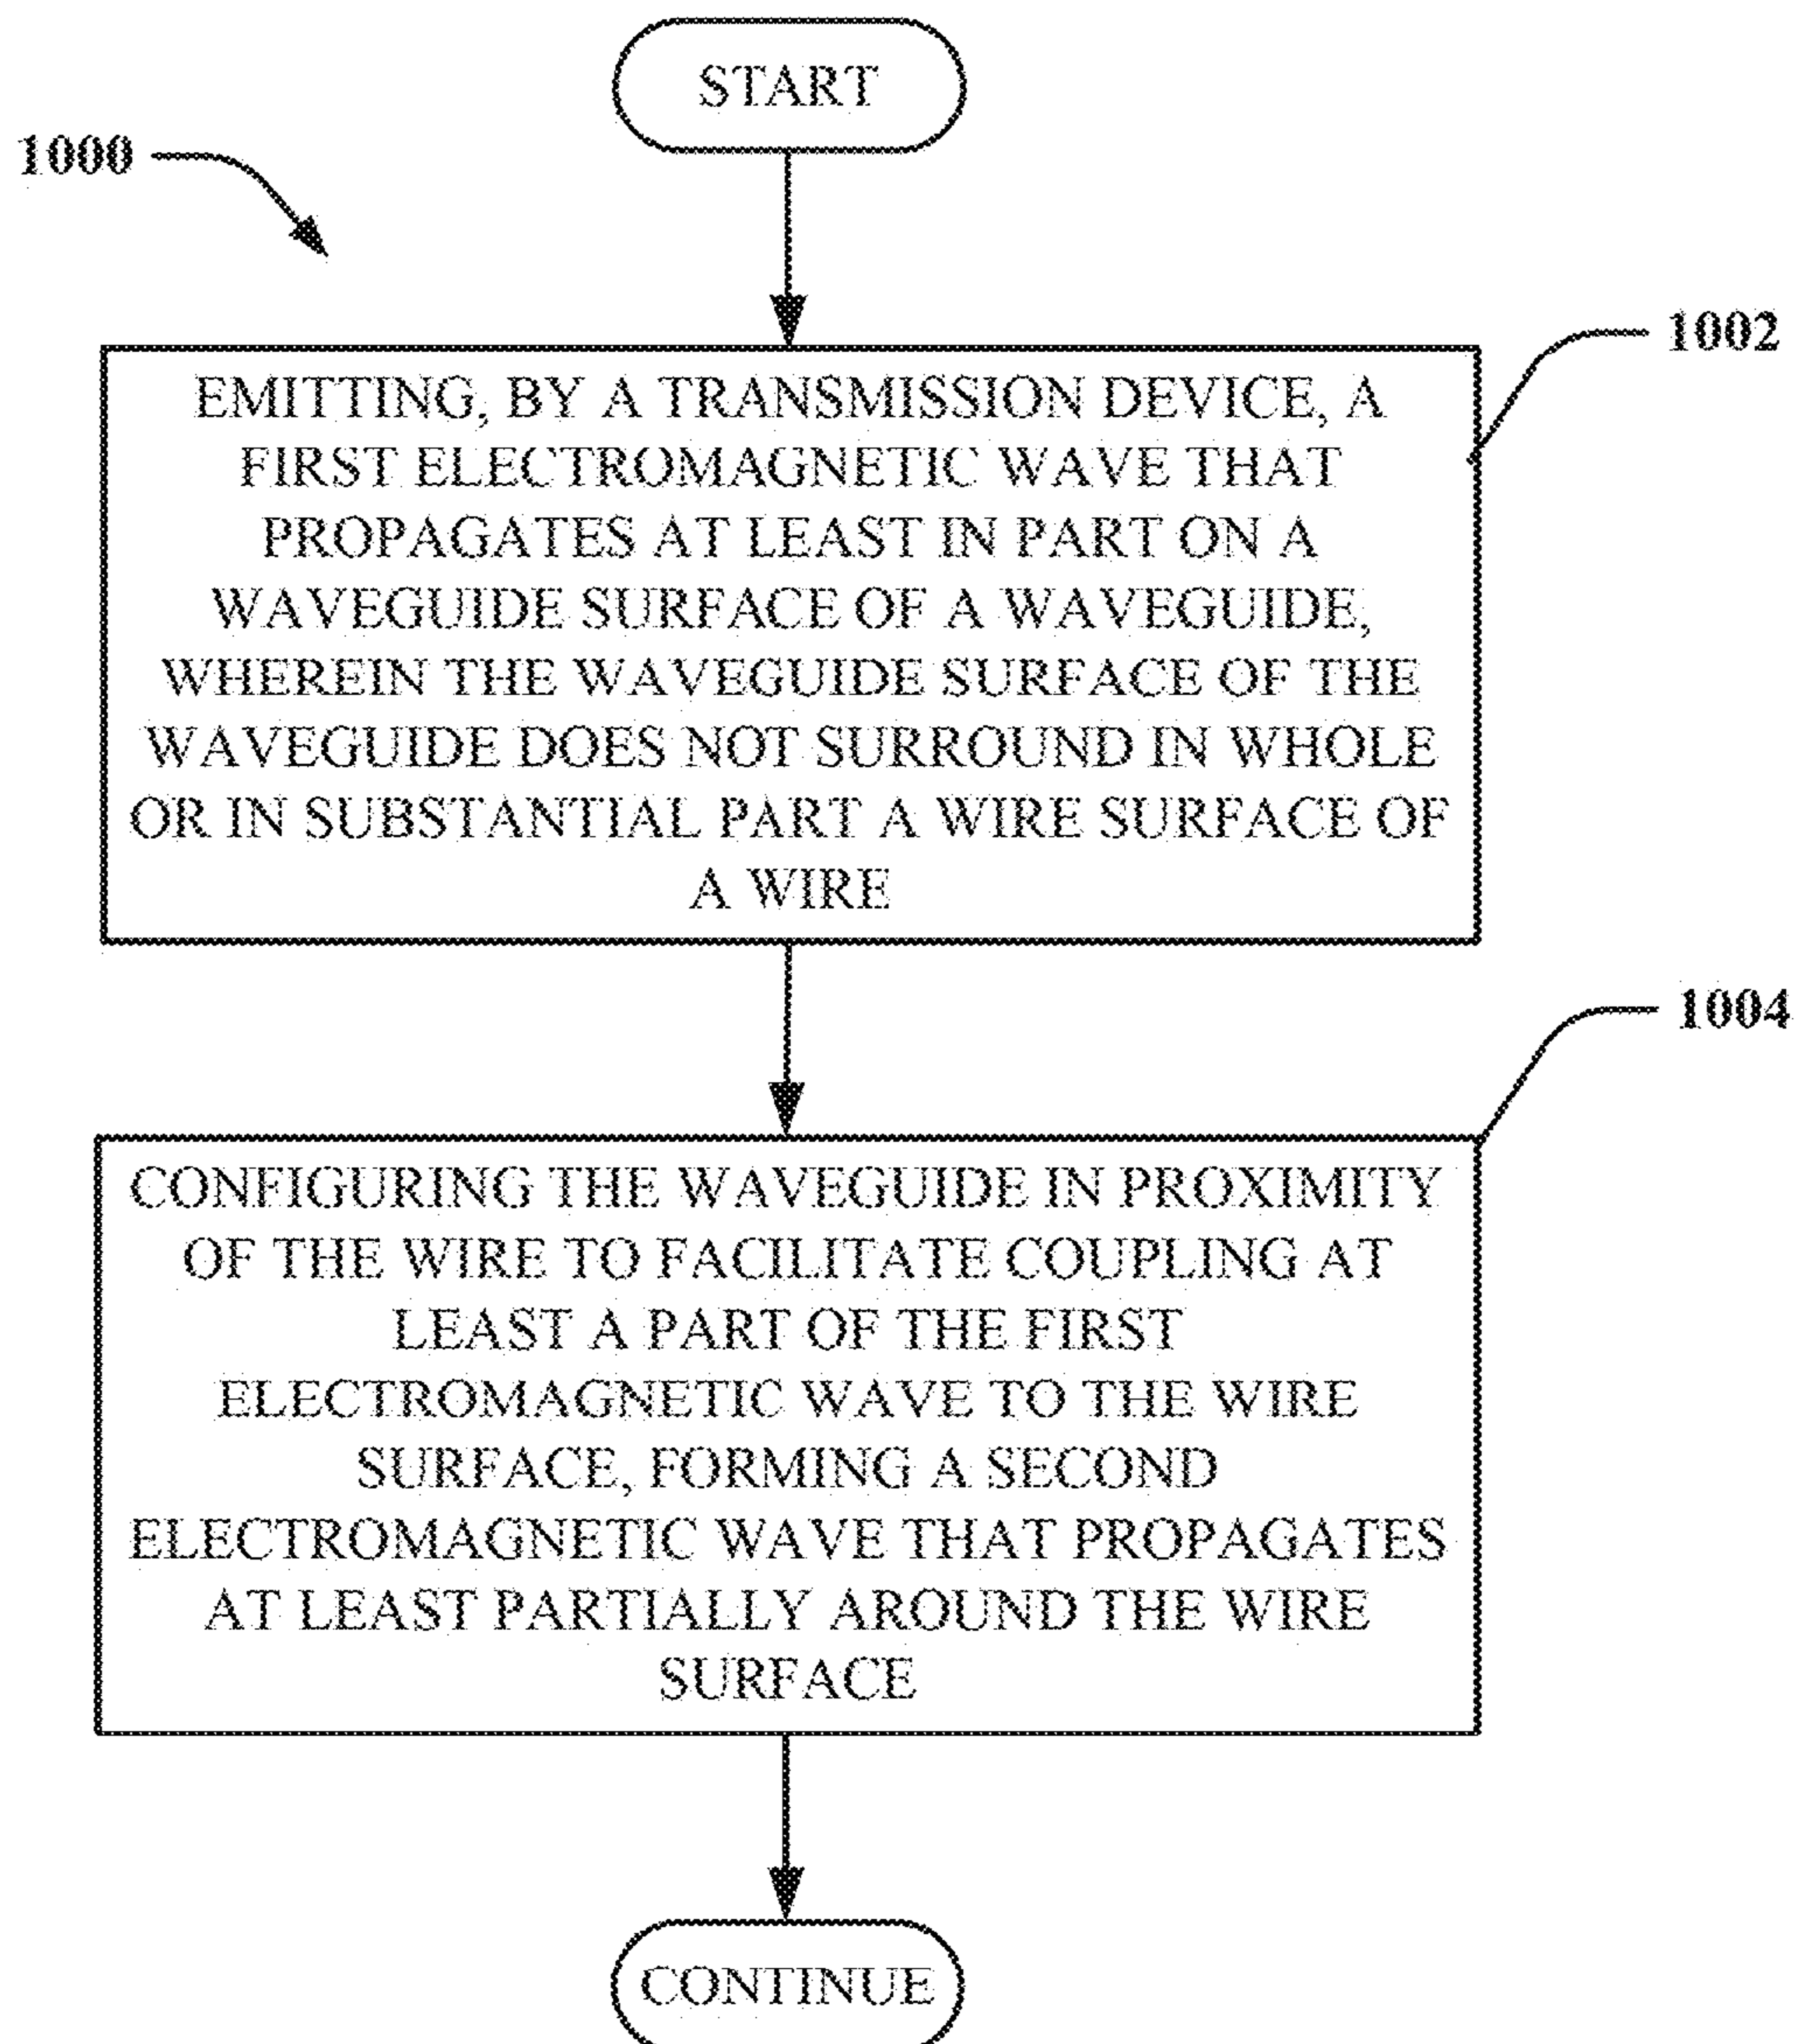 START
1000
1002
EMITTING, BY A TRANSMISSION DEVICE, A
FIRST ELECTROMAGNETIC WAVE THAT
PROPAGATES AT LEAST IN PART ON A
WAVEGUIDE SURFACE OF A WAVEGUIDE,
WHEREIN THE WAVEGUIDE SURFACE OF THE
WAVEGUIDE DOES NOT SURROUND IN WHOLE
OR IN SUBSTANTIAL PART A WIRE SURFACE OF
A WIRE
1004
CONFIGURING THE WAVEGUIDE IN PROXIMITY
OF THE WIRE TO FACILITATE COUPLING AT
LEAST A PART OF THE FIRST
ELECTROMAGNETIC WAVE TO THE WIRE
SURFACE, FORMING A SECOND
ELECTROMAGNETIC WAVE THAT PROPAGATES
AT LEAST PARTIALLY AROUND THE WIRE
SURFACE
CONTINUE